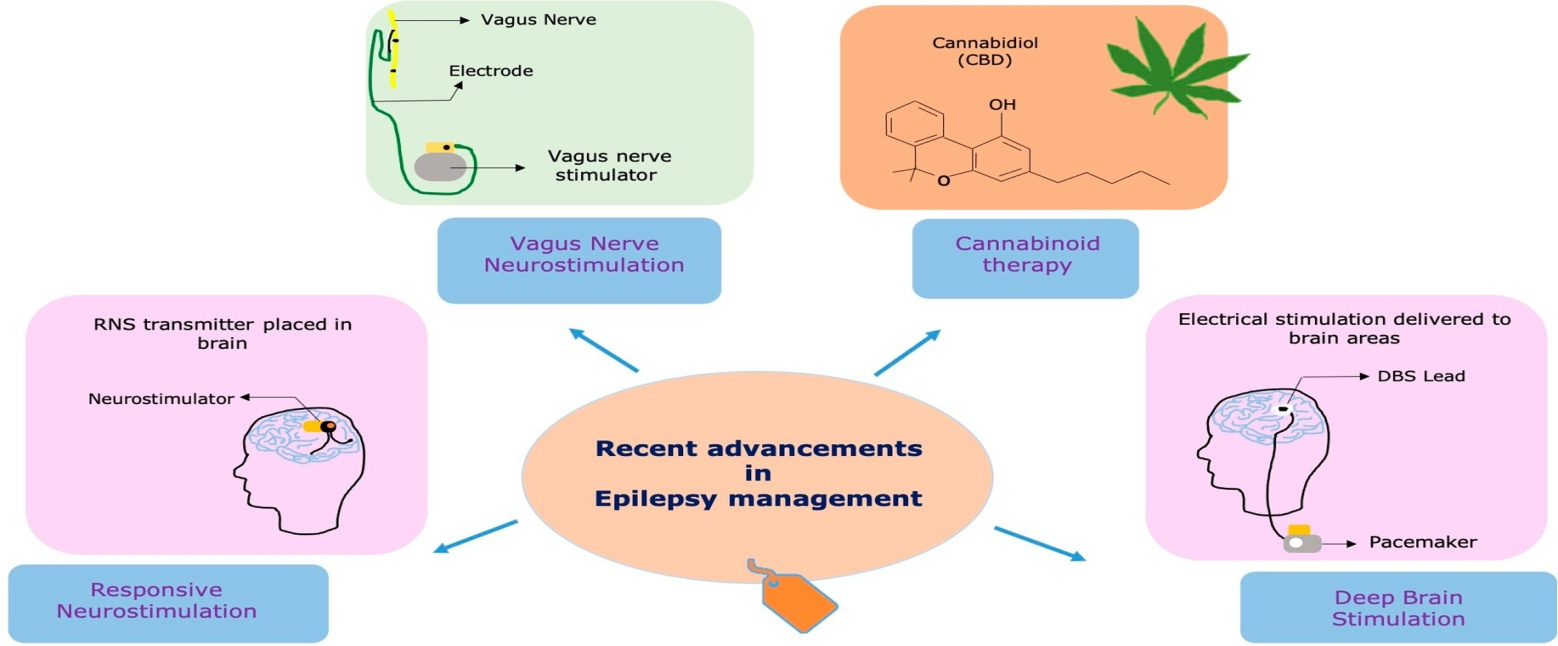 Vagus Nerve
Electrode
Vagus nerve
stimulator
Vagus Nerve
Neurostimulation
Cannabidiol
(CBD)
OH
O
Cannabinoid
therapy
RNS transmitter placed in
brain
Neurostimulator
Responsive
Neurostimulation
Recent advancements
in
Epilepsy management
Electrical stimulation delivered to
brain areas
DBS Lead
Pacemaker
Deep Brain
Stimulation